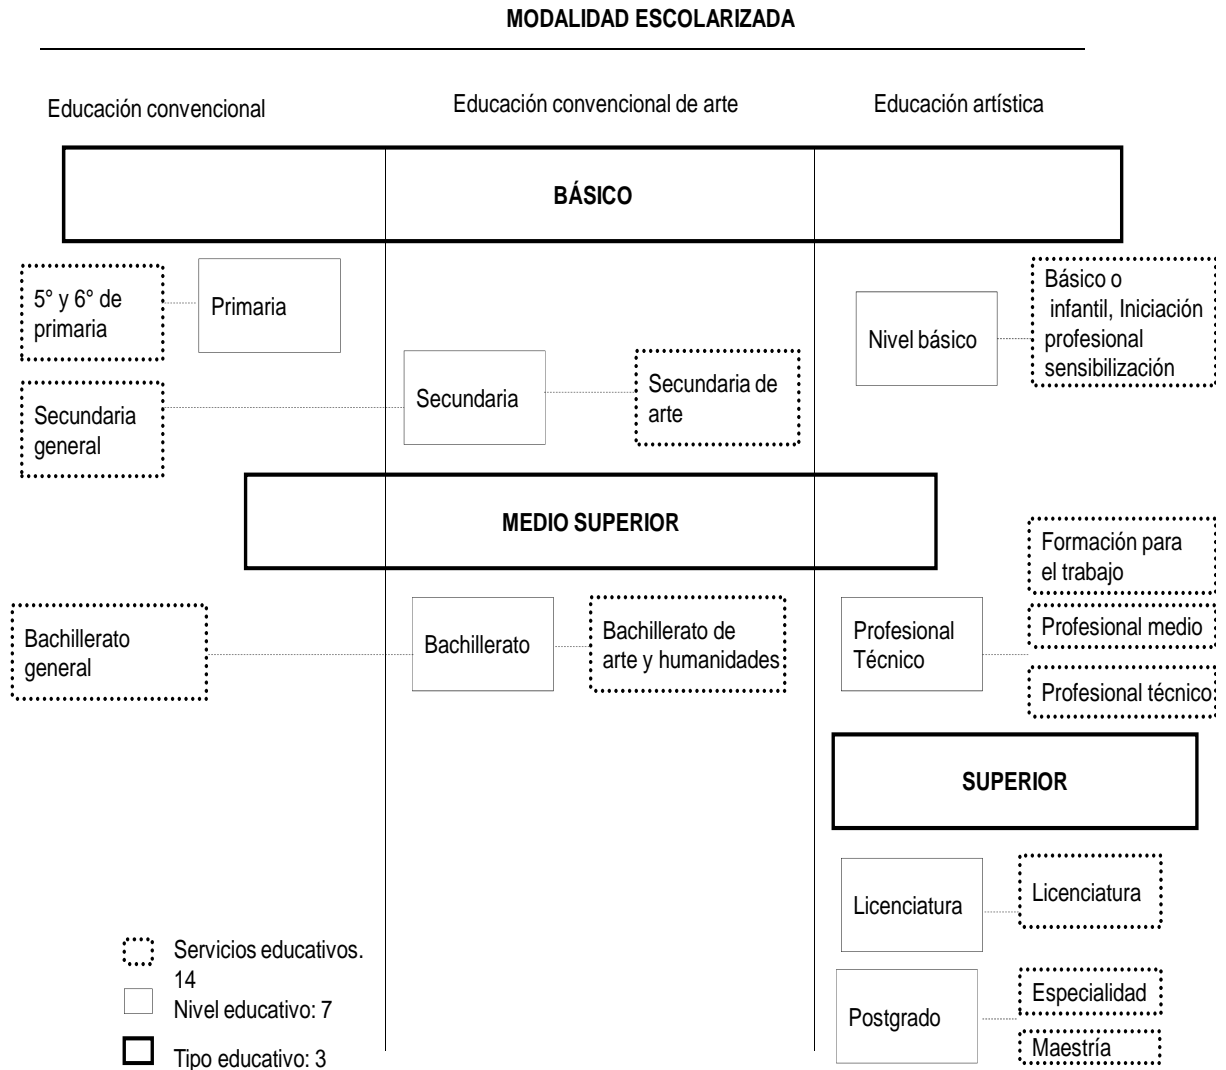 MODALIDAD ESCOLARIZADA
Educación convencional
Educación convencional de arte
Educación artística
BÁSICO
5° y 6° de
primaria
Primaria
Nivel básico
Básico o
infantil, Iniciación
profesional
sensibilización
Secundaria
general
Secundaria
Secundaria de
arte
MEDIO SUPERIOR
Formación para
el trabajo
Bachillerato
general
Bachillerato
Bachillerato de
arte y humanidades
Profesional
Técnico
Profesional medio
Profesional técnico
SUPERIOR
Licenciatura
Licenciatura
Servicios educativos.
14
Nivel educativo: 7
Tipo educativo: 3
Postgrado
Especialidad
Maestría